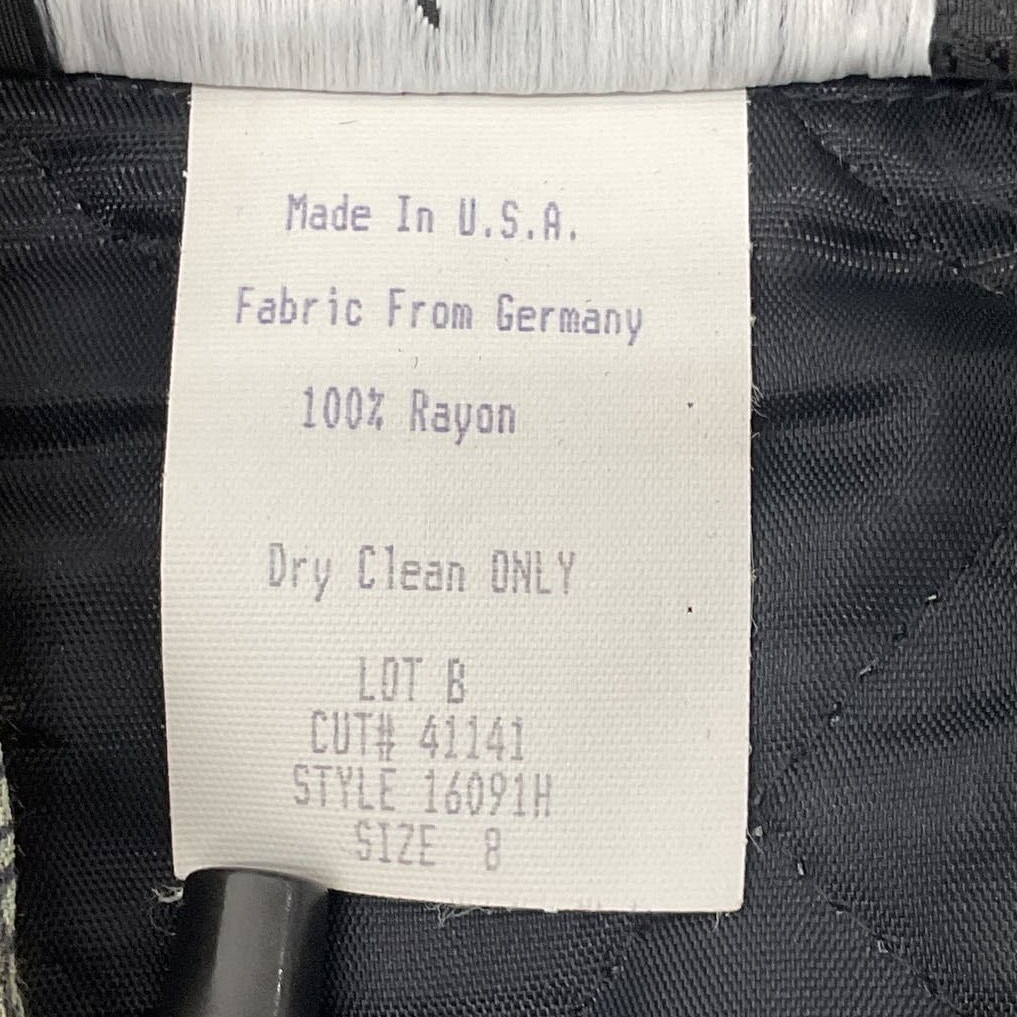 Made In U.S.A.
Fabric From Germany
100% Rayon
Dry Clean ONLY
LOT B
CUT# 41141
STYLE 16091H
SIZE 8